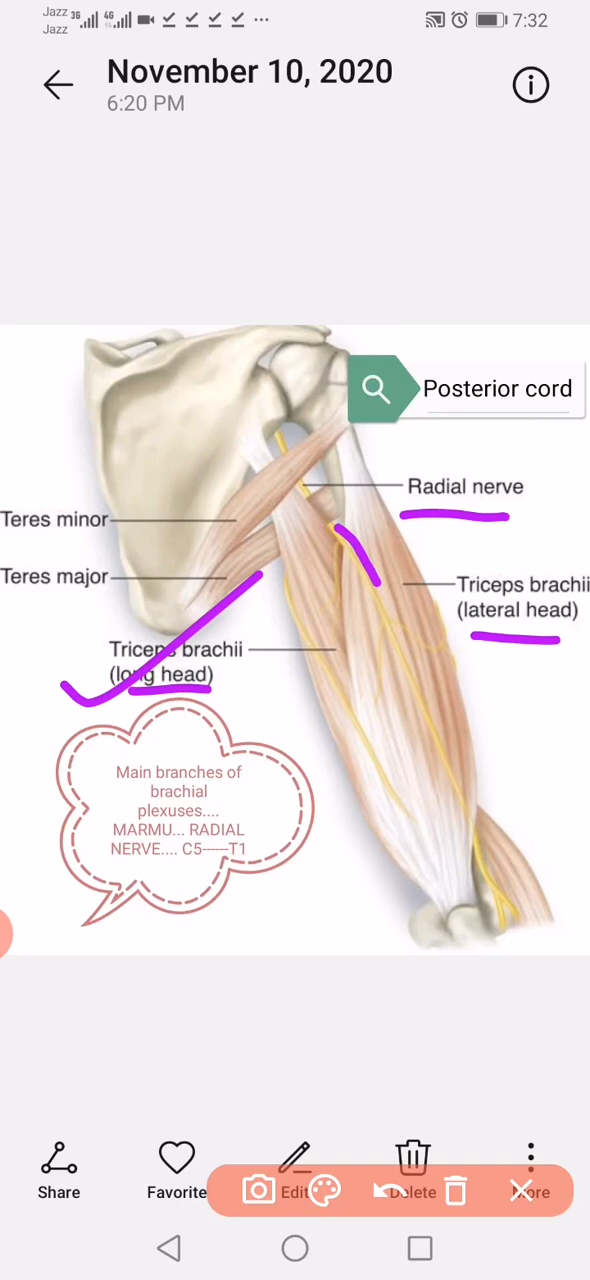 Jazz 3G 4G 7:32
Jazz
November 10, 2020
6:20 PM
Posterior cord
Radial nerve
Teres minor
Teres major
Triceps brachii
(lateral head)
Triceps brachii
(long head)
Main branches of
brachial
plexuses....
MARMU... RADIAL
NERVE.... C5-----T1
Share Favorite Edit Delete More